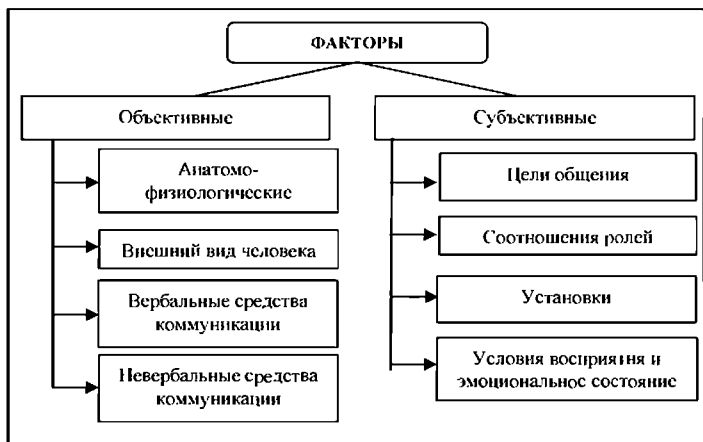 ФАКТОРЫ
Объективные
Субъективные
Анатомо-
физиологические
Внешний вид человека
Вербальные средства
коммуникации
Невербальные средства
коммуникации
Цели общения
Соотношения ролей
Установки
Условия восприятия и
эмоциональное состояние